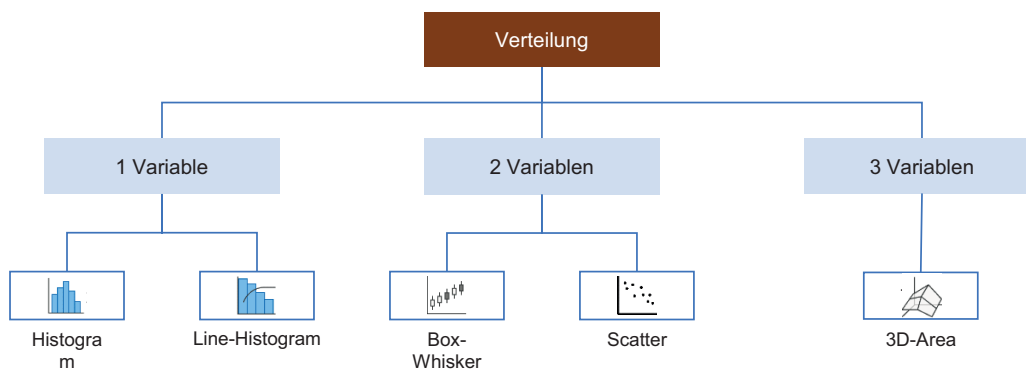 Verteilung
1 Variable
2 Variablen
3 Variablen
Histogra
m
Line-Histogram
Box-
Whisker
Scatter
3D-Area